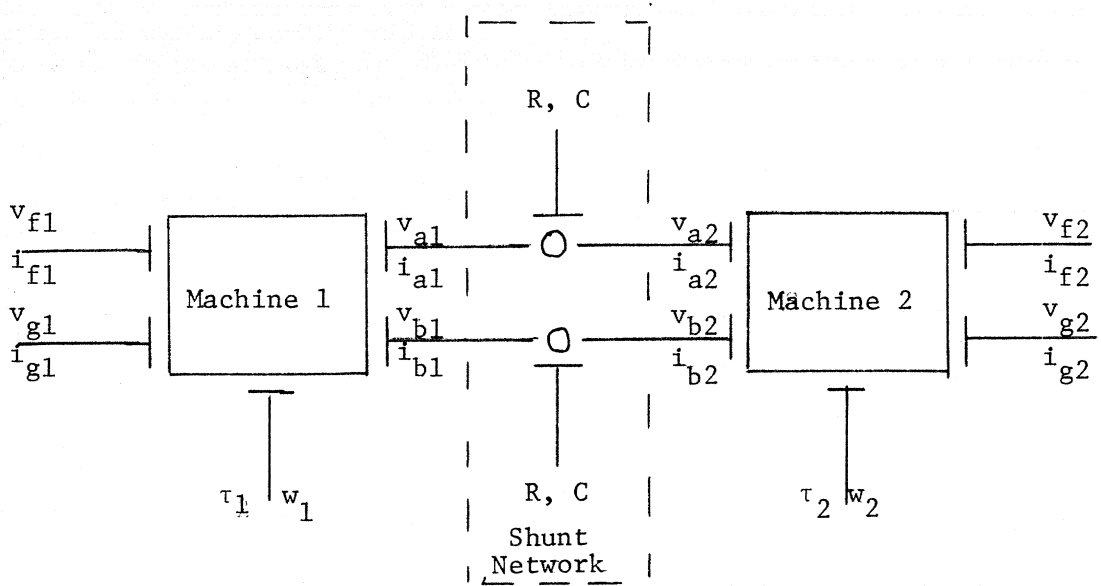 R, C
v_f1
i_f1
v_g1
i_g1
Machine 1
v_a1
i_a1
v_b1
i_b1
v_a2
i_a2
v_b2
i_b2
Machine 2
v_f2
i_f2
v_g2
i_g2
τ_1 w_1
R, C
τ_2 w_2
Shunt
Network